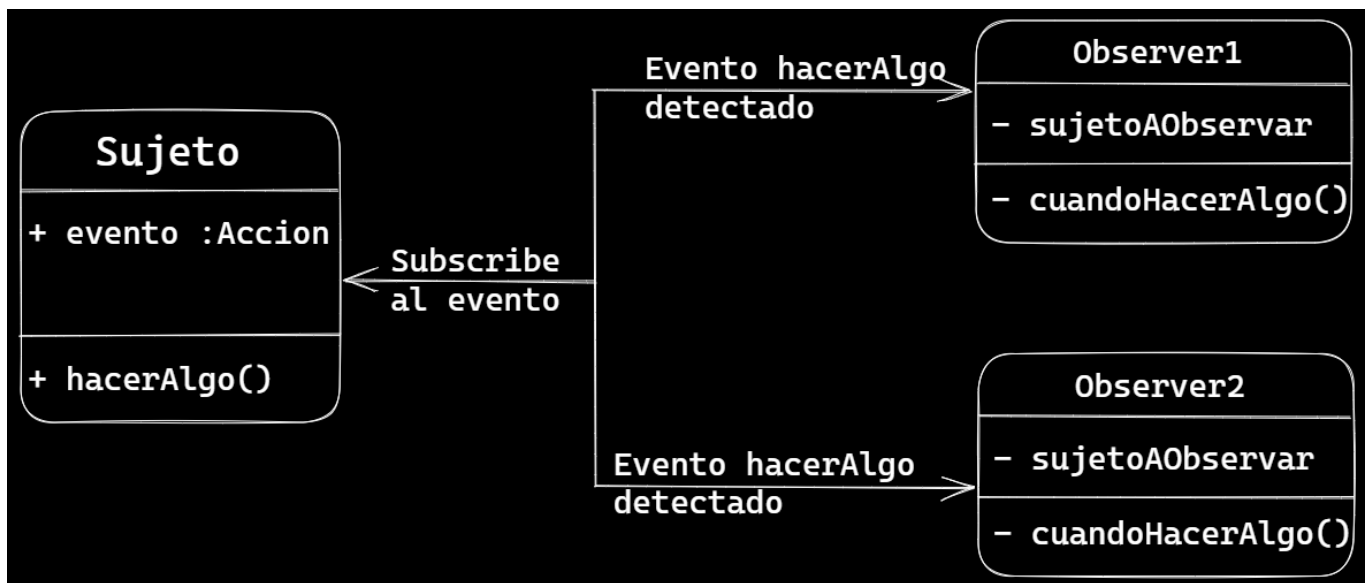 Sujeto
+ evento :Accion
+ hacerAlgo()
Subscribe
al evento
Evento hacerAlgo
detectado
Observer1
- sujetoAObservar
- cuandoHacerAlgo()
Evento hacerAlgo
detectado
Observer2
- sujetoAObservar
- cuandoHacerAlgo()